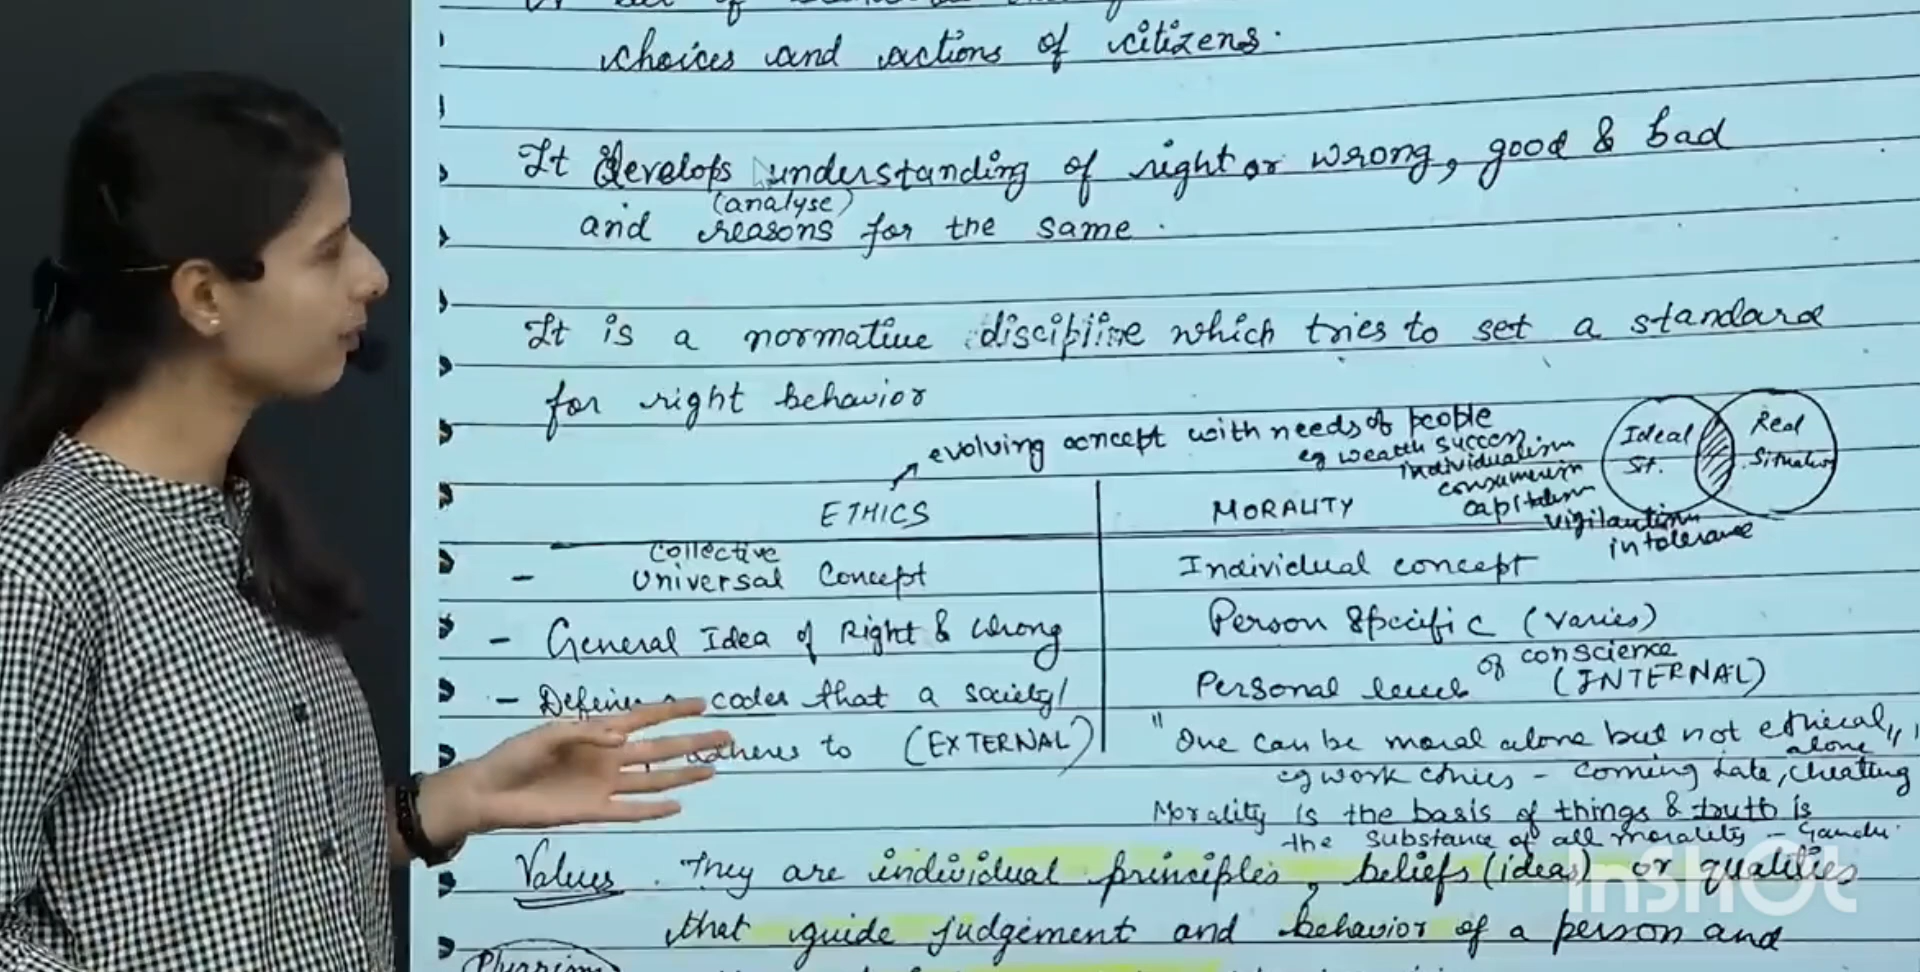 choices and actions of citizens.
It develops understanding of right or wrong, good & bad
(analyse)
and reasons for the same.
It is a normative discipline which tries to set a standard
for right behavior
evolving concept with needs of people
eg wealth success
individualism
consumerism
capitalism
vigilantism
intolerance
Ideal
St.
Real
Situation
ETHICS
MORALITY
Collective
- Universal Concept
Individual concept
- General Idea of Right & Wrong
Person Specific (varies)
- codes that a society/
to (EXTERNAL)
Personal level of conscience
(INTERNAL)
"One can be moral alone but not ethical
alone"
eg work ethics - coming late, cheating
Morality is the basis of things & truth is
the substance of all morality - Gandhi.
Values. They are individual principles, beliefs (ideas) or qualities
that guide judgement and behavior of a person and
InShOt